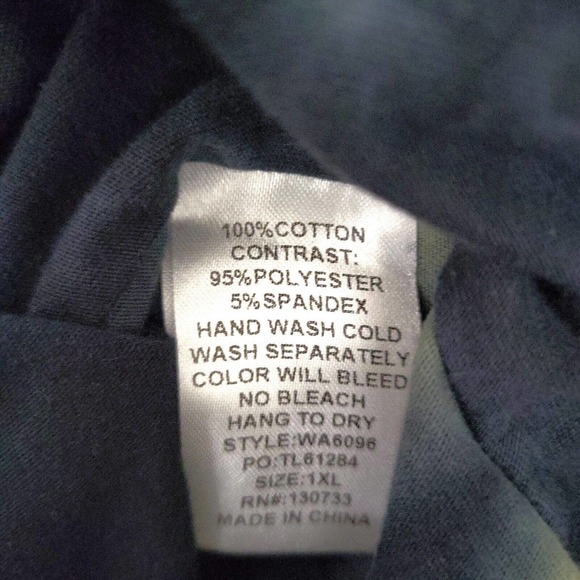 100%COTTON
CONTRAST:
95%POLYESTER
5%SPANDEX
HAND WASH COLD
WASH SEPARATELY
COLOR WILL BLEED
NO BLEACH
HANG TO DRY
STYLE:WA6096
PO:TL61284
SIZE:1XL
RN#:130733
MADE IN CHINA